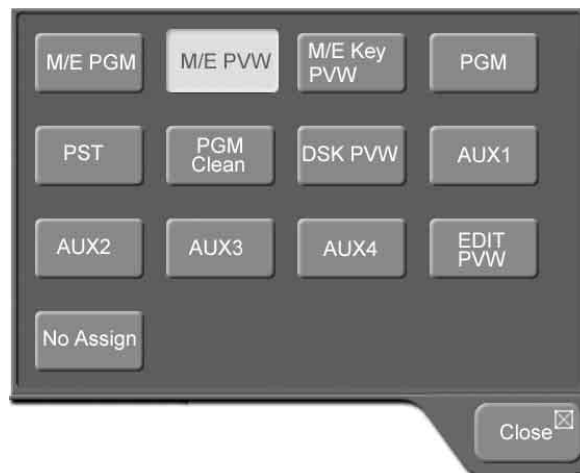 M/E PGM
M/E PVW
M/E Key
PVW
PGM
PST
PGM
Clean
DSK PVW
AUX1
AUX2
AUX3
AUX4
EDIT
PVW
No Assign
Close